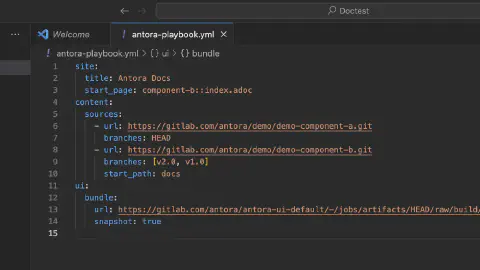 Doctest
Welcome
! antora-playbook.yml ×
! antora-playbook.yml > {} ui > {} bundle
1 site:
2 title: Antora Docs
3 start_page: component-b::index.adoc
4 content:
5 sources:
6 - url: https://gitlab.com/antora/demo/demo-component-a.git
7 branches: HEAD
8 - url: https://gitlab.com/antora/demo/demo-component-b.git
9 branches: [v2.0, v1.0]
10 start_path: docs
11 ui:
12 bundle:
13 url: https://gitlab.com/antora/antora-ui-default/-/jobs/artifacts/HEAD/raw/build/
14 snapshot: true
15